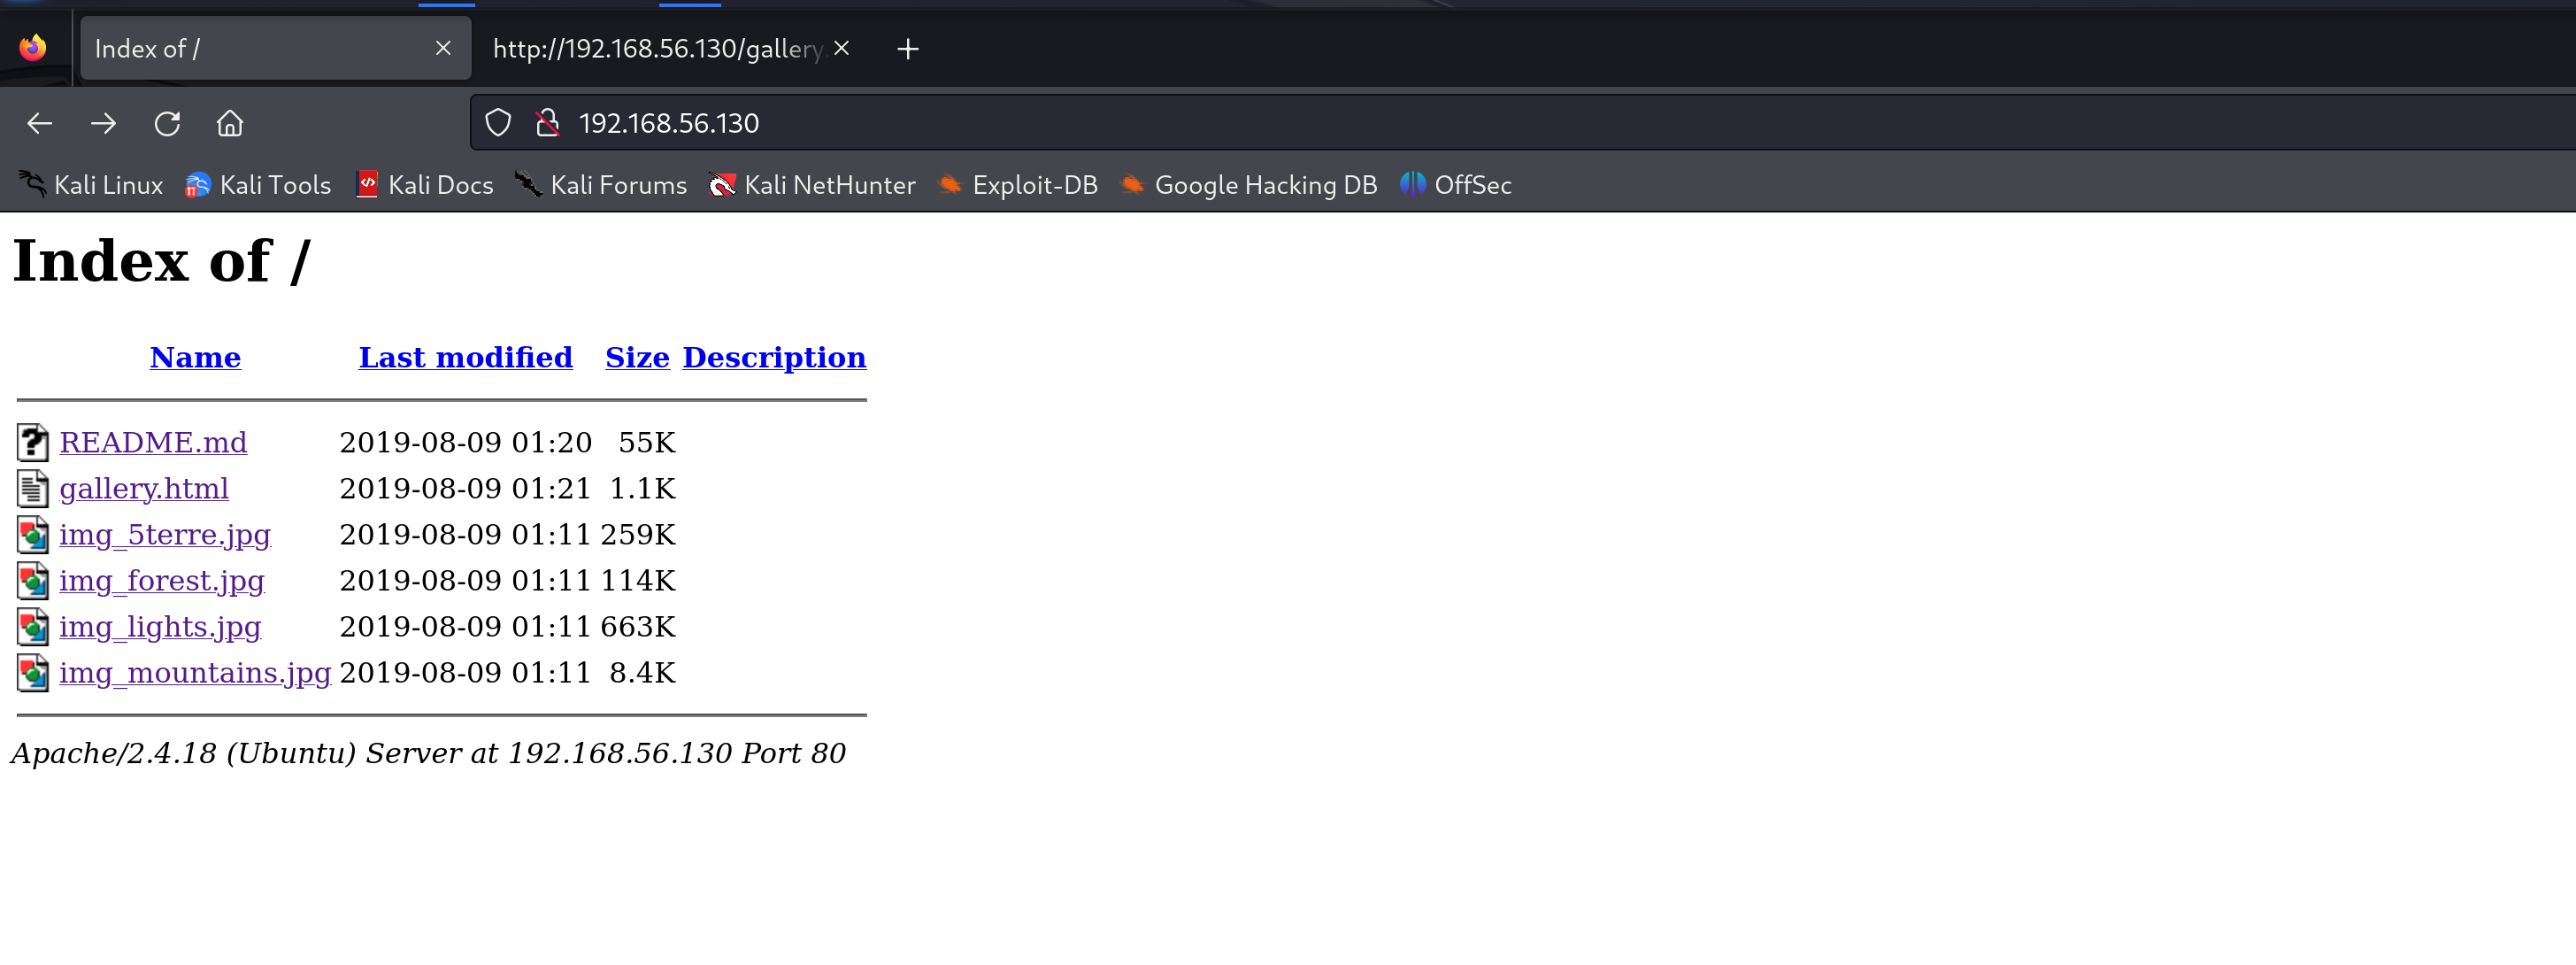 Index of /
http://192.168.56.130/gallery
192.168.56.130
Kali Linux Kali Tools Kali Docs Kali Forums Kali NetHunter Exploit-DB Google Hacking DB OffSec
Index of /
Name Last modified Size Description
README.md 2019-08-09 01:20 55K
gallery.html 2019-08-09 01:21 1.1K
img_5terre.jpg 2019-08-09 01:11 259K
img_forest.jpg 2019-08-09 01:11 114K
img_lights.jpg 2019-08-09 01:11 663K
img_mountains.jpg 2019-08-09 01:11 8.4K
Apache/2.4.18 (Ubuntu) Server at 192.168.56.130 Port 80